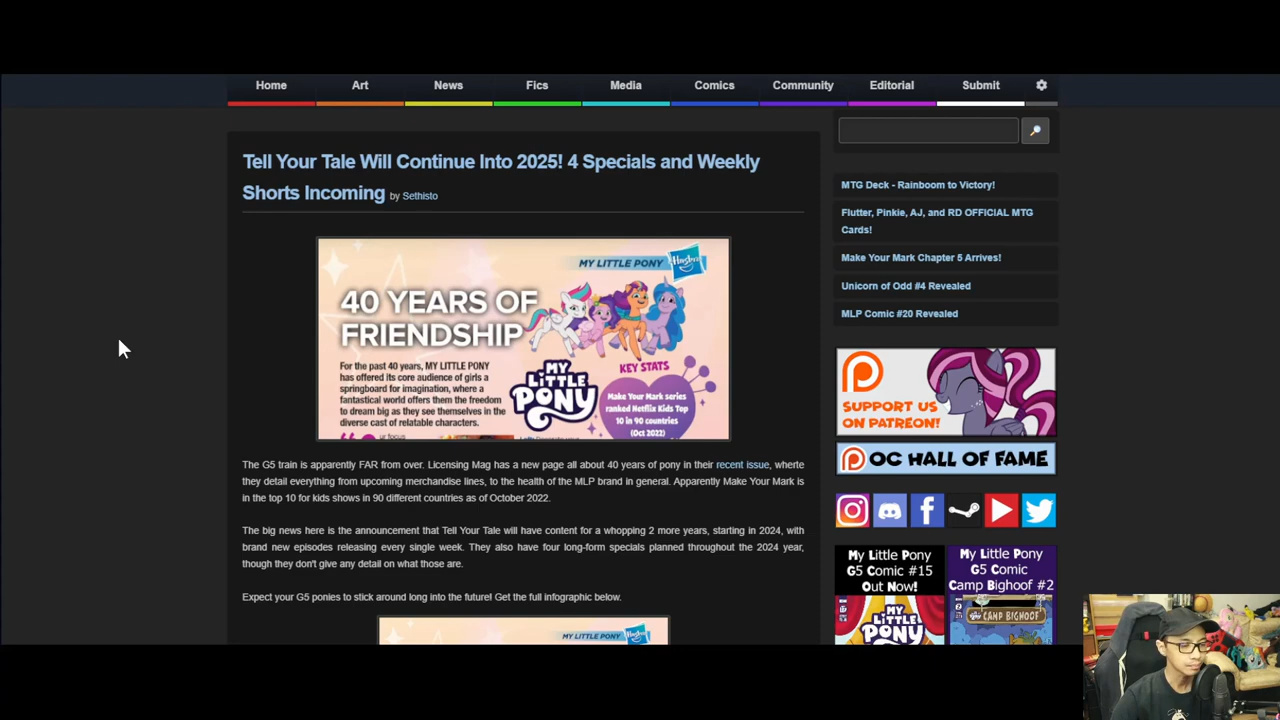 Home Art News Fics Media Comics Community Editorial Submit
Tell Your Tale Will Continue Into 2025! 4 Specials and Weekly
Shorts Incoming by Sethisto
MY LITTLE PONY Hasbro
40 YEARS OF
FRIENDSHIP
For the past 40 years, MY LITTLE PONY
has offered its core audience of girls a
springboard for imagination, where a
fantastical world offers them the freedom
to dream big as they see themselves in the
diverse cast of relatable characters.
MY
LITTLE
PONY
KEY STATS
Make Your Mark series
ranked Netflix Kids Top
10 in 90 countries
(Oct 2022)
The G5 train is apparently FAR from over. Licensing Mag has a new page all about 40 years of pony in their recent issue, wherte
they detail everything from upcoming merchandise lines, to the health of the MLP brand in general. Apparently Make Your Mark is
in the top 10 for kids shows in 90 different countries as of October 2022.
The big news here is the announcement that Tell Your Tale will have content for a whopping 2 more years, starting in 2024, with
brand new episodes releasing every single week. They also have four long-form specials planned throughout the 2024 year,
though they don't give any detail on what those are.
Expect your G5 ponies to stick around long into the future! Get the full infographic below.
MY LITTLE PONY Hasbro
MTG Deck - Rainboom to Victory!
Flutter, Pinkie, AJ, and RD OFFICIAL MTG
Cards!
Make Your Mark Chapter 5 Arrives!
Unicorn of Odd #4 Revealed
MLP Comic #20 Revealed
SUPPORT US
ON PATREON!
OC HALL OF FAME
My Little Pony
G5 Comic #15
Out Now!
MY
LITTLE
PONY
My Little Pony
G5 Comic
Camp Bighoof #2
CAMP BIGHOOF